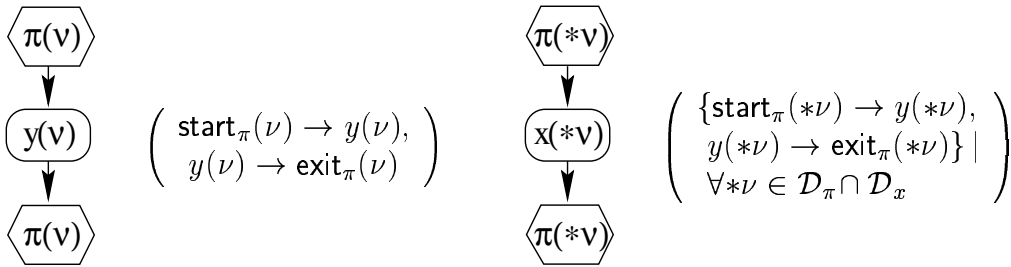 π(ν)
y(ν)
π(ν)
( start_π(ν) → y(ν),
y(ν) → exit_π(ν) )
π(*ν)
x(*ν)
π(*ν)
( {start_π(*ν) → y(*ν),
y(*ν) → exit_π(*ν)} |
∀*ν ∈ 𝒟_π ∩ 𝒟_x )